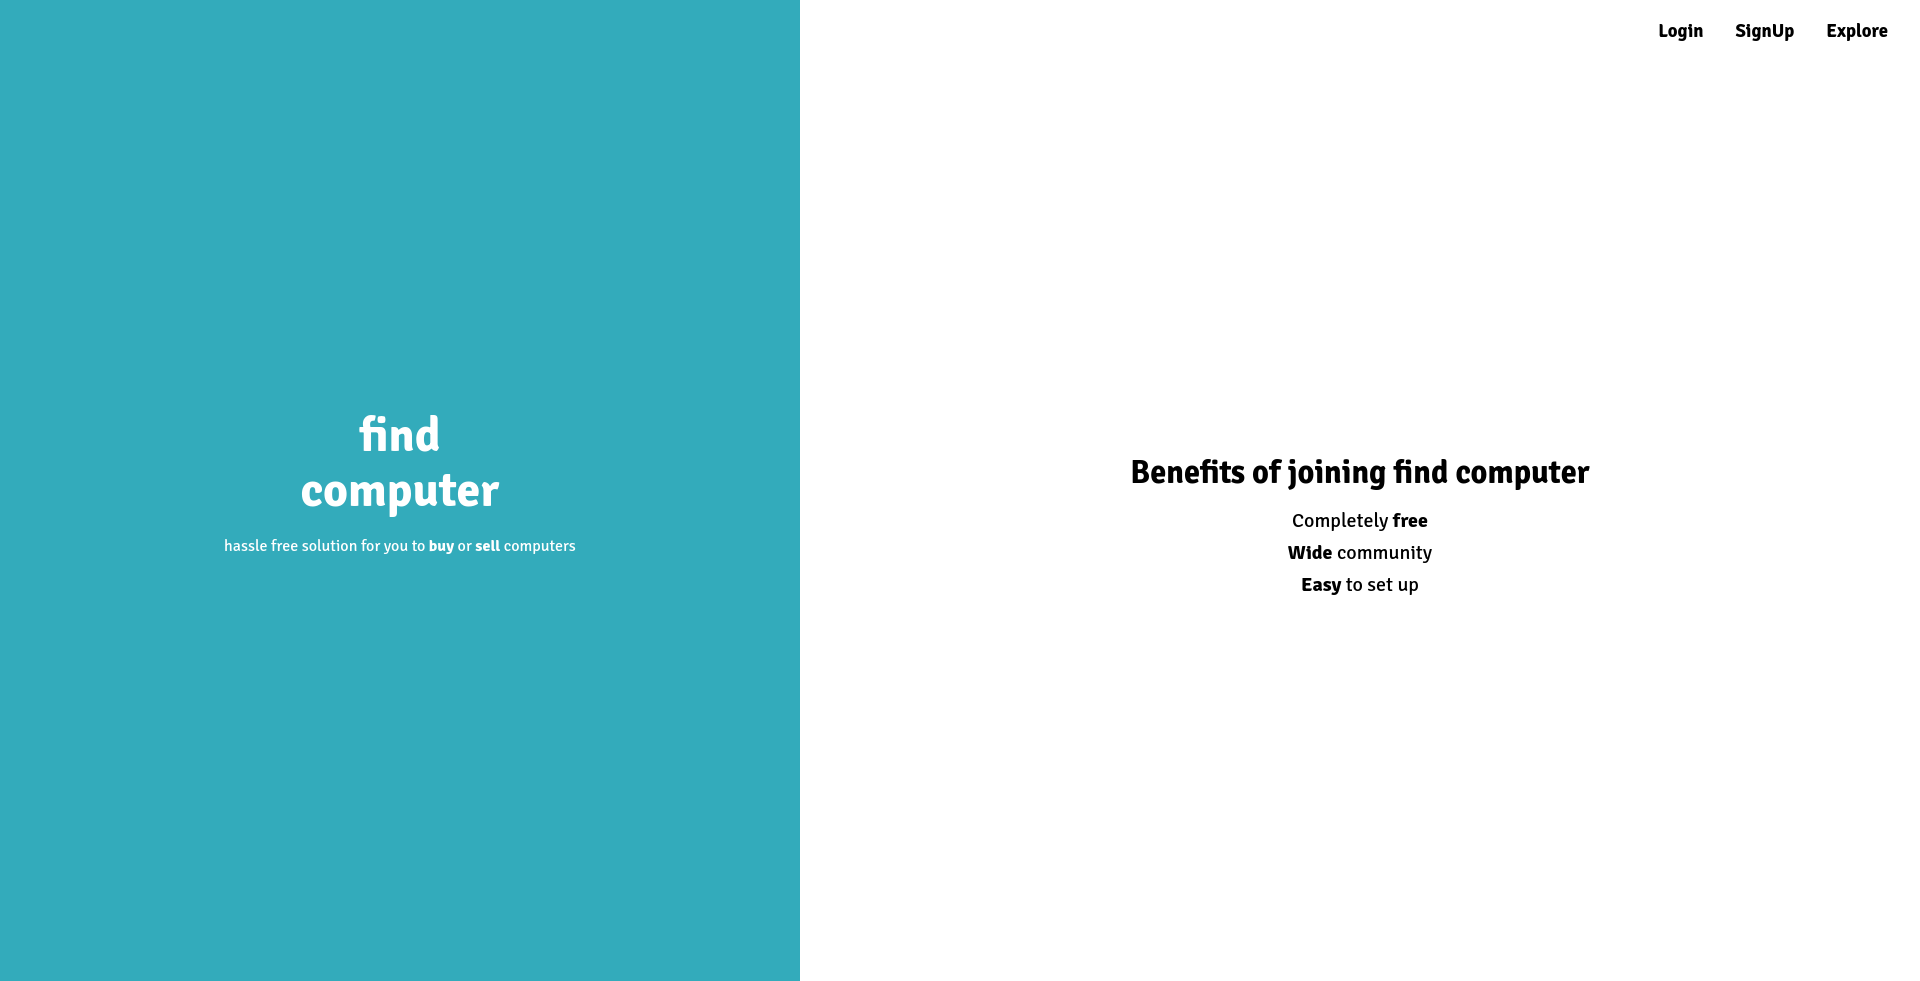 Login SignUp Explore
find
computer
hassle free solution for you to buy or sell computers
Benefits of joining find computer
Completely free
Wide community
Easy to set up